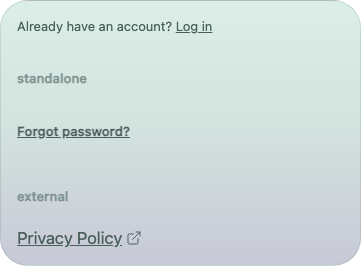 Already have an account? Log in
standalone
Forgot password?
external
Privacy Policy